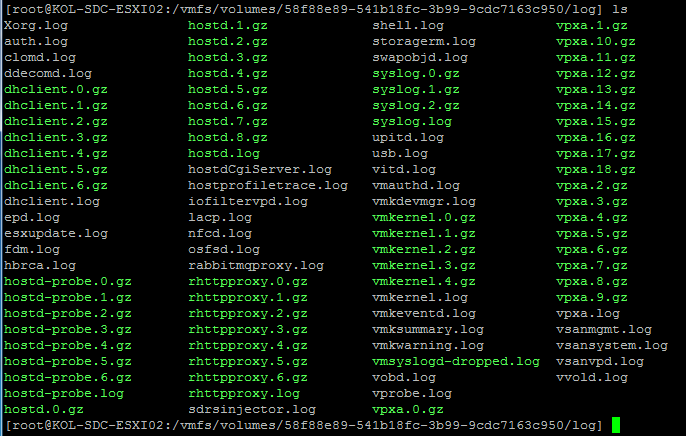 [root@KOL-SDC-ESXI02:/vmfs/volumes/58f88e89-541b18fc-3b99-9cdc7163c950/log] ls
Xorg.log hostd.1.gz shell.log vpxa.1.gz
auth.log hostd.2.gz storagerm.log vpxa.10.gz
clomd.log hostd.3.gz swapobjd.log vpxa.11.gz
ddecomd.log hostd.4.gz syslog.0.gz vpxa.12.gz
dhclient.0.gz hostd.5.gz syslog.1.gz vpxa.13.gz
dhclient.1.gz hostd.6.gz syslog.2.gz vpxa.14.gz
dhclient.2.gz hostd.7.gz syslog.log vpxa.15.gz
dhclient.3.gz hostd.8.gz upitd.log vpxa.16.gz
dhclient.4.gz hostd.log usb.log vpxa.17.gz
dhclient.5.gz hostdCgiServer.log vitd.log vpxa.18.gz
dhclient.6.gz hostprofiletrace.log vmauthd.log vpxa.2.gz
dhclient.log iofiltervpd.log vmkdevmgr.log vpxa.3.gz
epd.log lacp.log vmkernel.0.gz vpxa.4.gz
esxupdate.log nfcd.log vmkernel.1.gz vpxa.5.gz
fdm.log osfsd.log vmkernel.2.gz vpxa.6.gz
hbrca.log rabbitmqproxy.log vmkernel.3.gz vpxa.7.gz
hostd-probe.0.gz rhttpproxy.0.gz vmkernel.4.gz vpxa.8.gz
hostd-probe.1.gz rhttpproxy.1.gz vmkernel.log vpxa.9.gz
hostd-probe.2.gz rhttpproxy.2.gz vmkeventd.log vpxa.log
hostd-probe.3.gz rhttpproxy.3.gz vmksummary.log vsanmgmt.log
hostd-probe.4.gz rhttpproxy.4.gz vmkwarning.log vsansystem.log
hostd-probe.5.gz rhttpproxy.5.gz vmsyslogd-dropped.log vsanvpd.log
hostd-probe.6.gz rhttpproxy.6.gz vobd.log vvold.log
hostd-probe.log rhttpproxy.log vprobe.log
hostd.0.gz sdrsinjector.log vpxa.0.gz
[root@KOL-SDC-ESXI02:/vmfs/volumes/58f88e89-541b18fc-3b99-9cdc7163c950/log]